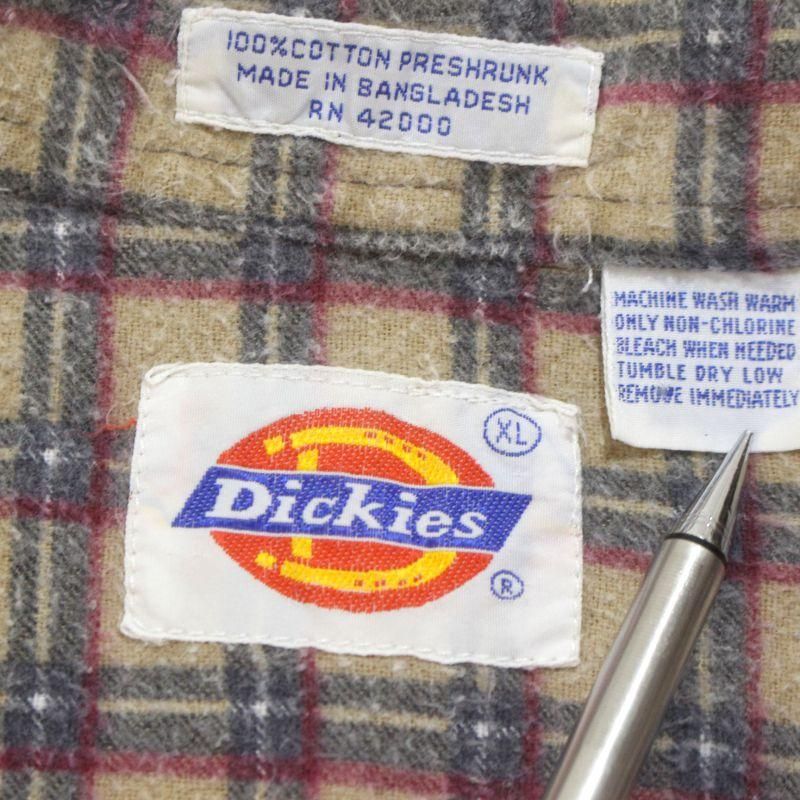 100% COTTON PRESHRUNK
MADE IN BANGLADESH
RN 42000
MACHINE WASH WARM
ONLY NON-CHLORINE
BLEACH WHEN NEEDED
TUMBLE DRY LOW
REMOVE IMMEDIATELY
XL
D
Dickies
®